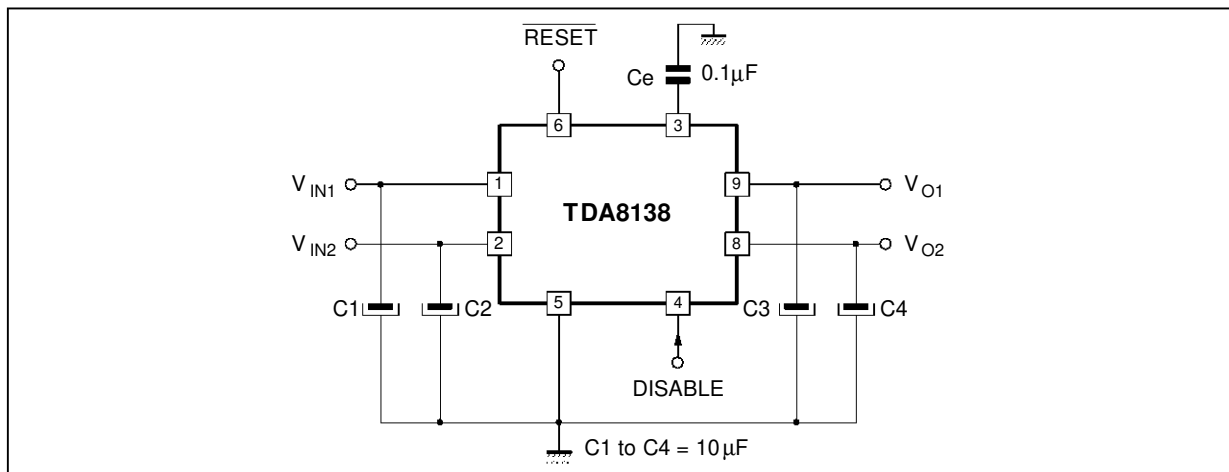 RESET
Ce 0.1µF
6 3
V IN1 1 9 V O1
TDA8138
V IN2 2 8 V O2
C1 C2 5 4 C3 C4
DISABLE
C1 to C4 = 10µF